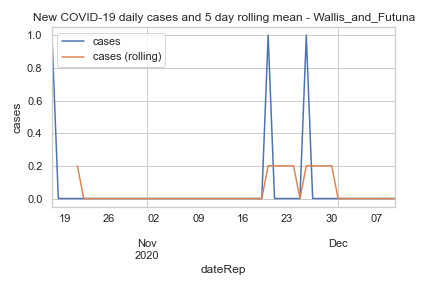 New COVID-19 daily cases and 5 day rolling mean - Wallis_and_Futuna
cases
cases (rolling)
cases
1.0
0.8
0.6
0.4
0.2
0.0
19 26 02 09 16 23 30 07
Nov Dec
2020
dateRep